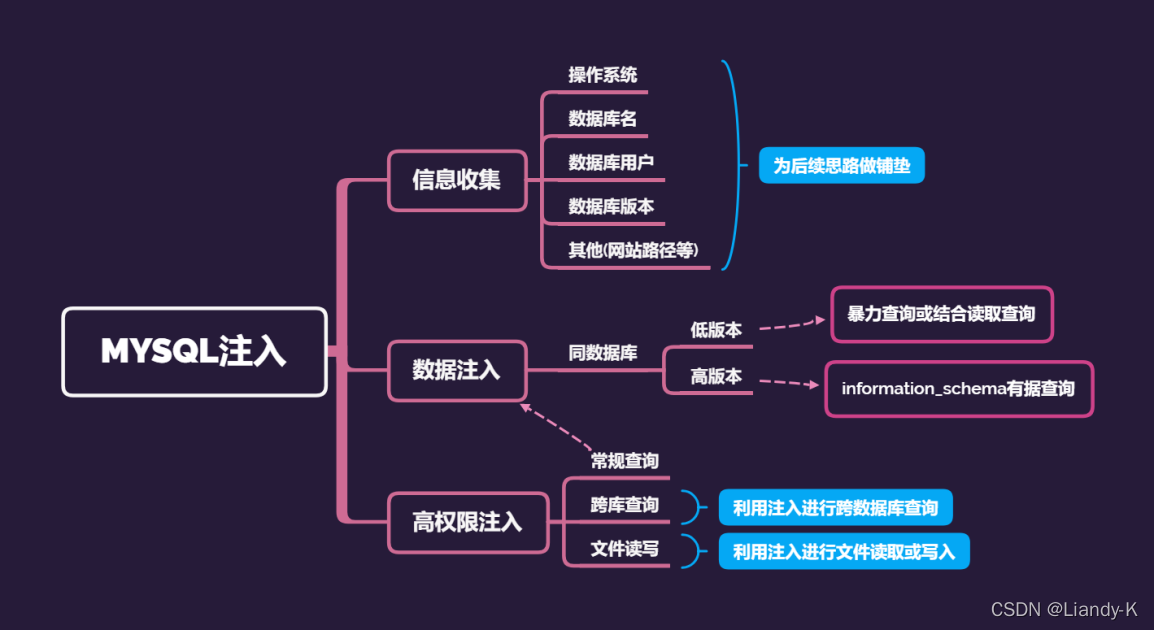 操作系统
数据库名
数据库用户
数据库版本
其他(网站路径等)
为后续思路做铺垫
信息收集
MYSQL注入
数据注入
同数据库
低版本
暴力查询或结合读取查询
高版本
information_schema有据查询
高权限注入
常规查询
跨库查询
利用注入进行跨数据库查询
文件读写
利用注入进行文件读取或写入
CSDN @Liandy-K